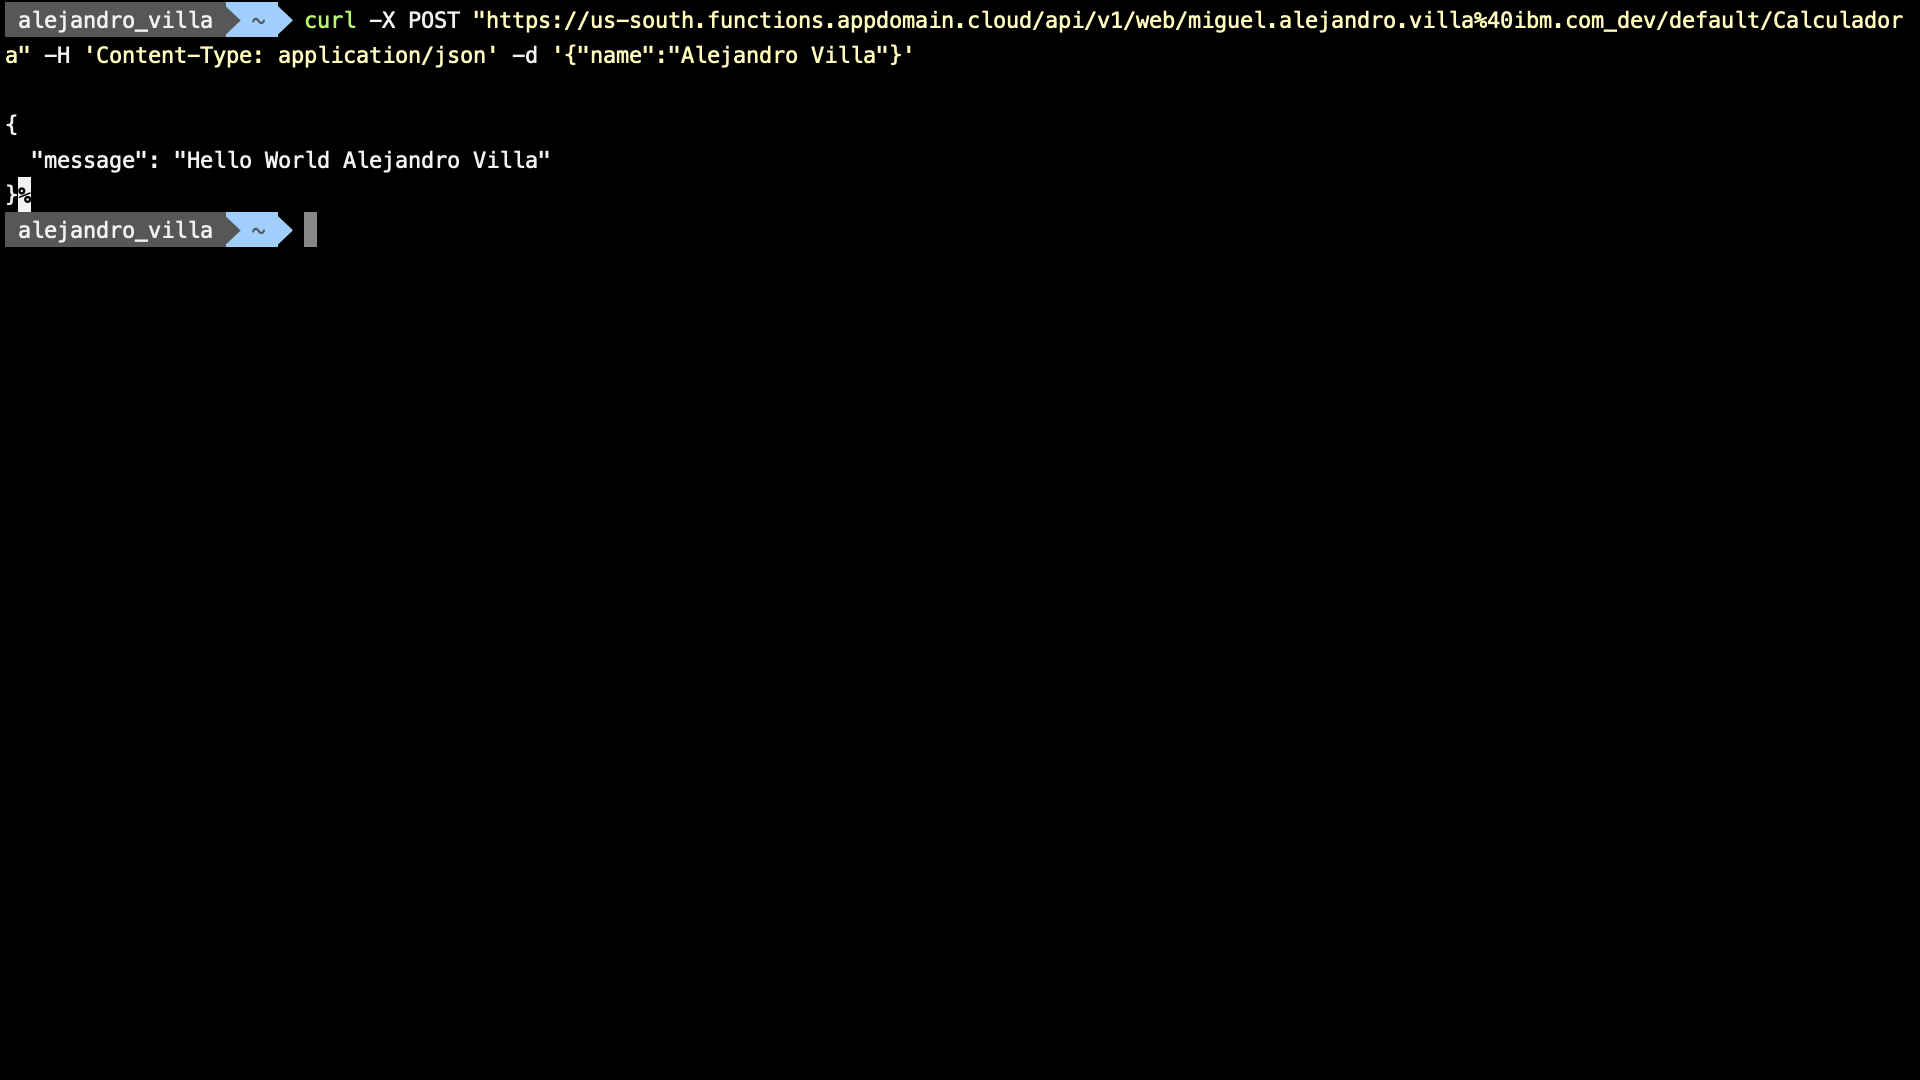 alejandro_villa ~ curl -X POST "https://us-south.functions.appdomain.cloud/api/v1/web/miguel.alejandro.villa%40ibm.com_dev/default/Calculador
a" -H 'Content-Type: application/json' -d '{"name":"Alejandro Villa"}'
{
  "message": "Hello World Alejandro Villa"
}%
alejandro_villa ~